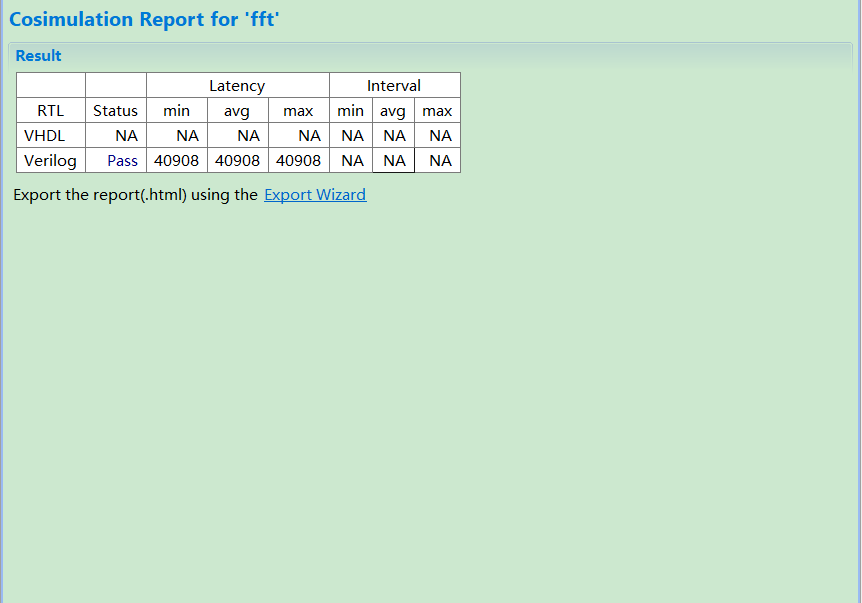 Cosimulation Report for 'fft'
Result
Latency Interval
RTL Status min avg max min avg max
VHDL NA NA NA NA NA NA NA
Verilog Pass 40908 40908 40908 NA NA NA
Export the report(.html) using the Export Wizard